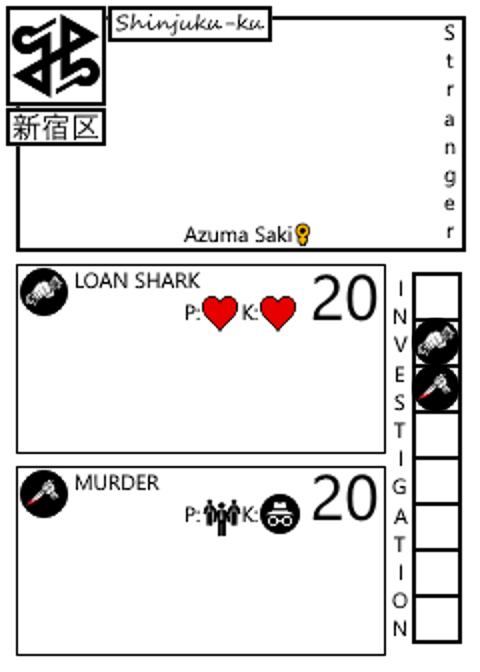 Shinjuku-ku
新宿区
Stranger
Azuma Saki
LOAN SHARK
P: K: 20
MURDER
P: K: 20
INVESTIGATION